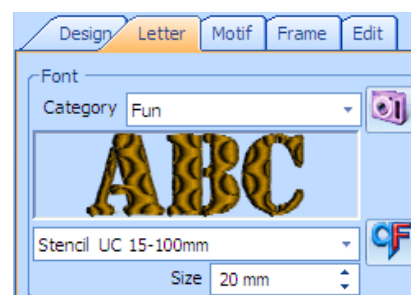 Design Letter Motif Frame Edit
Font
Category Fun
ABC
Stencil UC 15-100mm
Size 20 mm